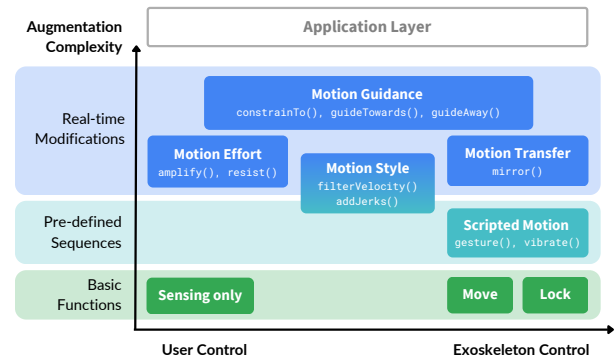 Augmentation
Complexity
Application Layer
Real-time
Modifications
Motion Guidance
constrainTo(), guideTowards(), guideAway()
Motion Effort
amplify(), resist()
Motion Style
filterVelocity()
addJerks()
Motion Transfer
mirror()
Pre-defined
Sequences
Scripted Motion
gesture(), vibrate()
Basic
Functions
Sensing only
Move
Lock
User Control
Exoskeleton Control